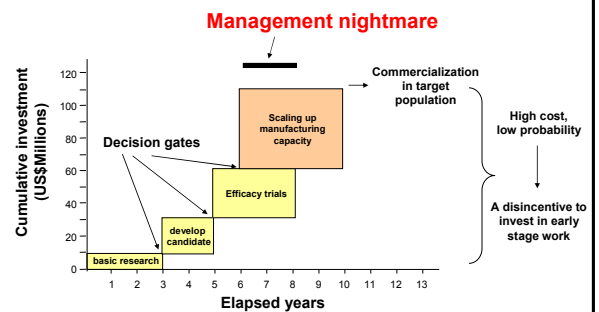 Management nightmare
Cumulative investment
(US$Millions)
120
100
80
60
40
20
0
Decision gates
Scaling up
manufacturing
capacity
Efficacy trials
develop
candidate
basic research
1 2 3 4 5 6 7 8 9 10 11 12 13
Elapsed years
Commercialization
in target
population
High cost,
low probability
A disincentive to
invest in early
stage work